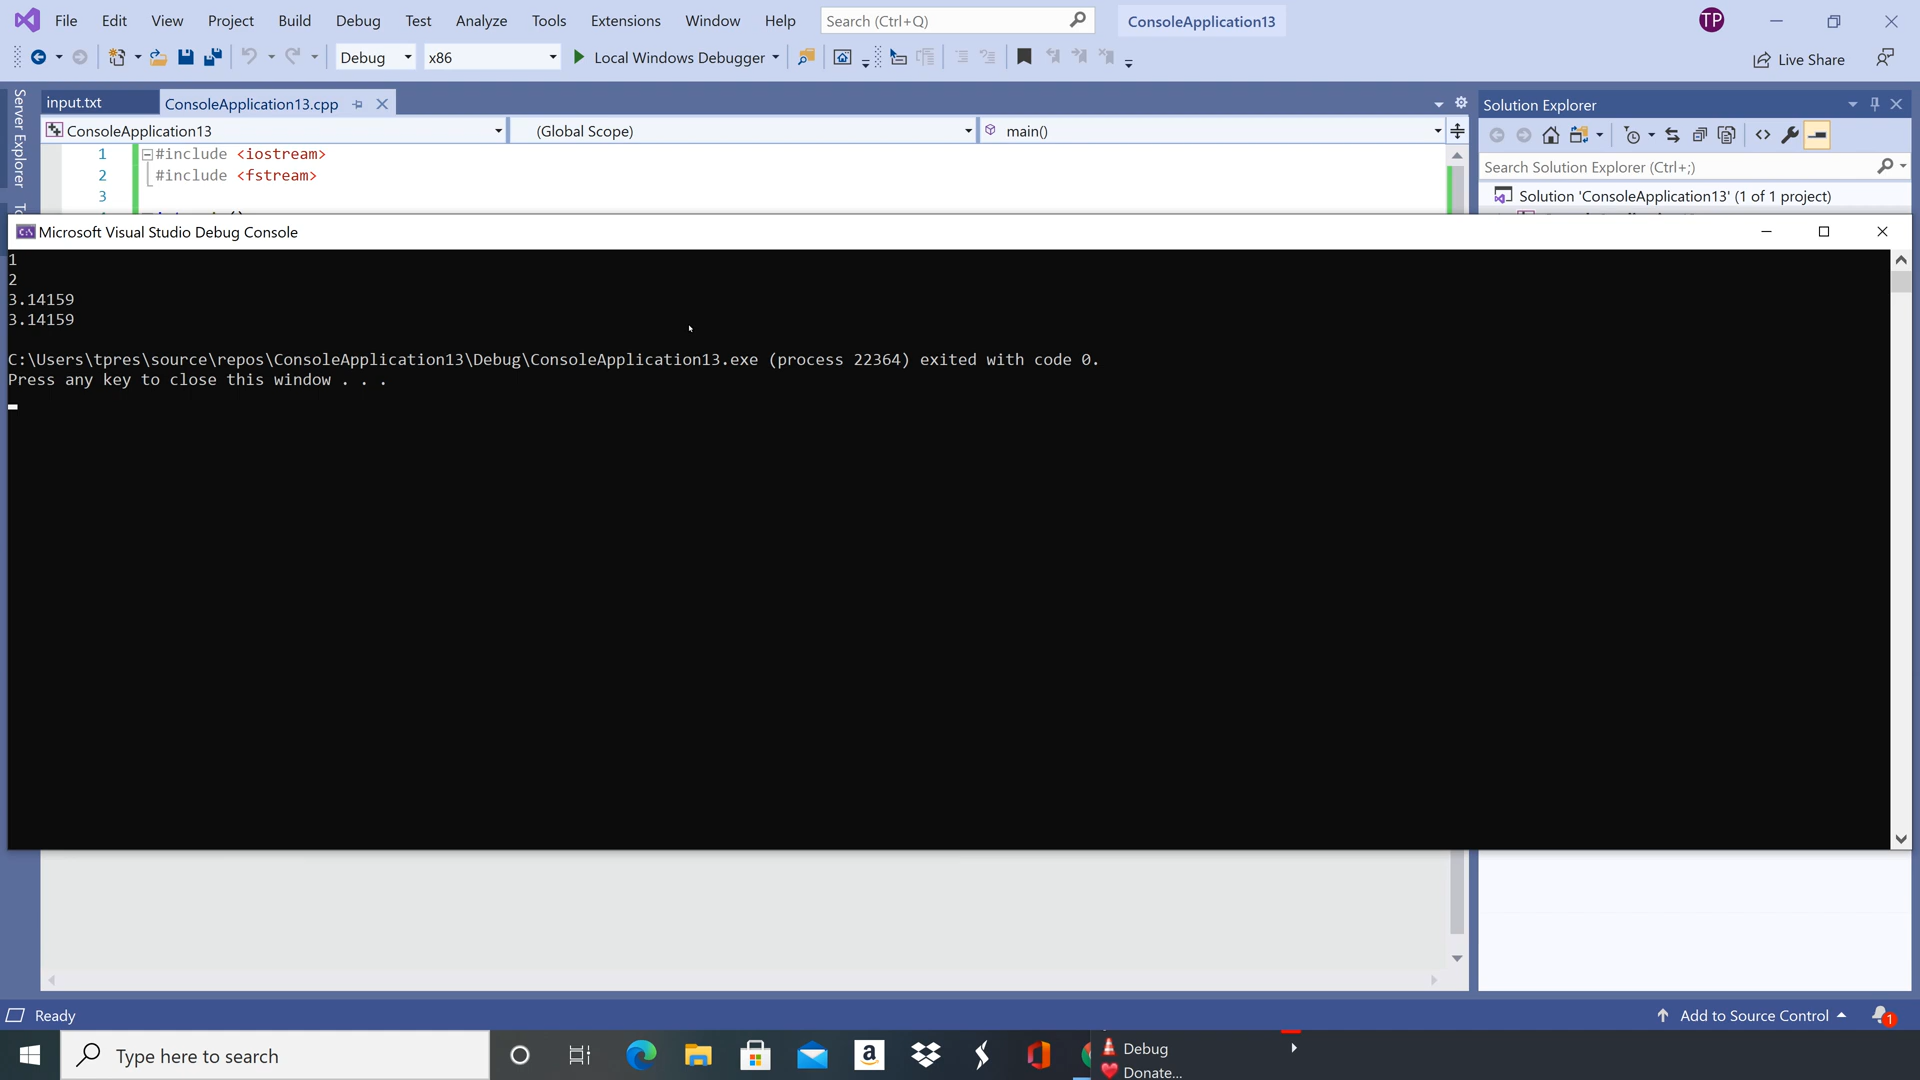 File Edit View Project Build Debug Test Analyze Tools Extensions Window Help Search (Ctrl+Q) ConsoleApplication13 TP
Debug x86 Local Windows Debugger Live Share
Server Explorer
input.txt ConsoleApplication13.cpp Solution Explorer
ConsoleApplication13 (Global Scope) main()
1 #include <iostream>
2 #include <fstream>
3
Search Solution Explorer (Ctrl+;)
Solution 'ConsoleApplication13' (1 of 1 project)
Microsoft Visual Studio Debug Console
1
2
3.14159
3.14159
C:\Users\tpres\source\repos\ConsoleApplication13\Debug\ConsoleApplication13.exe (process 22364) exited with code 0.
Press any key to close this window . . .
Ready Add to Source Control 1
Type here to search
Debug
Donate...